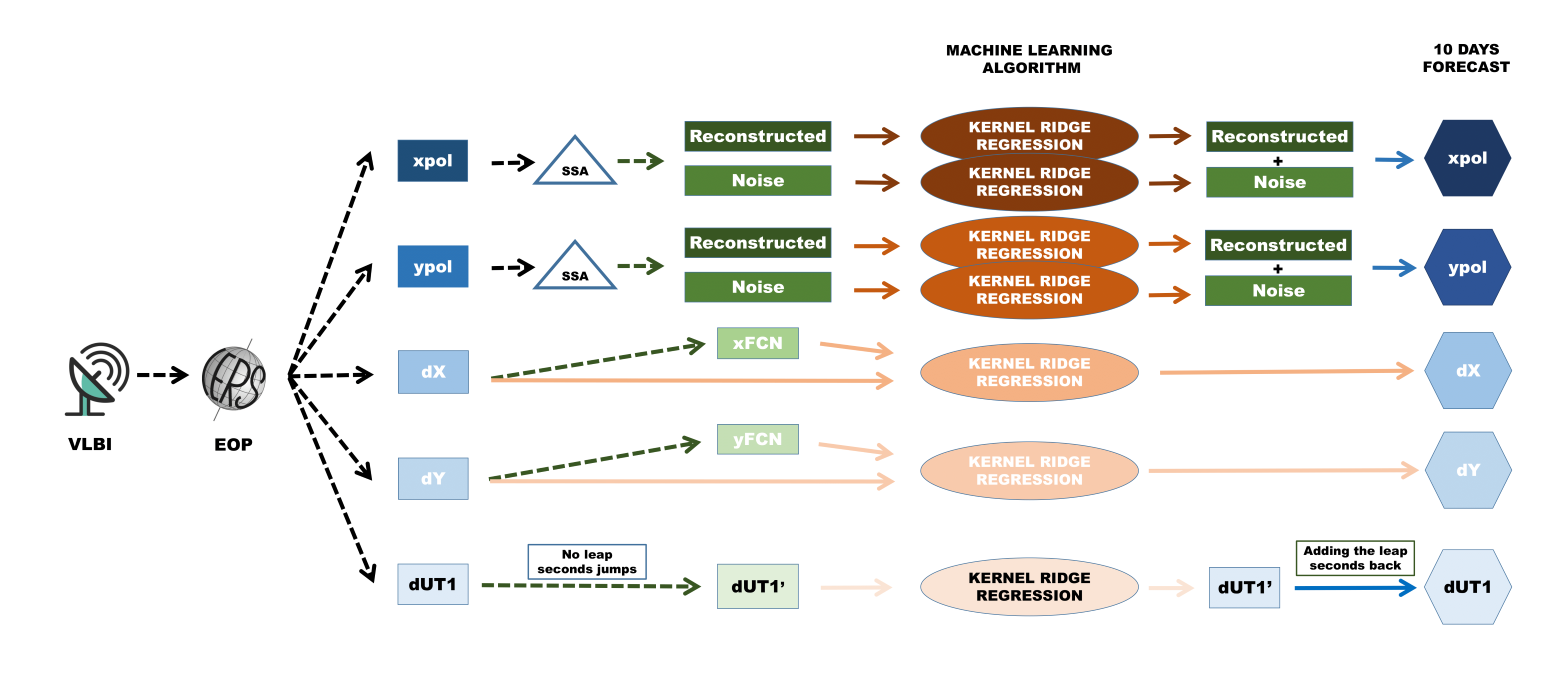 MACHINE LEARNING
ALGORITHM
10 DAYS
FORECAST
xpol
SSA
Reconstructed
Noise
KERNEL RIDGE
REGRESSION
KERNEL RIDGE
REGRESSION
Reconstructed
+
Noise
xpol
ypol
SSA
Reconstructed
Noise
KERNEL RIDGE
REGRESSION
KERNEL RIDGE
REGRESSION
Reconstructed
+
Noise
ypol
dX
xFCN
KERNEL RIDGE
REGRESSION
dX
VLBI
IERS
EOP
dY
yFCN
KERNEL RIDGE
REGRESSION
dY
dUT1
No leap
seconds jumps
dUT1’
KERNEL RIDGE
REGRESSION
dUT1’
Adding the leap
seconds back
dUT1